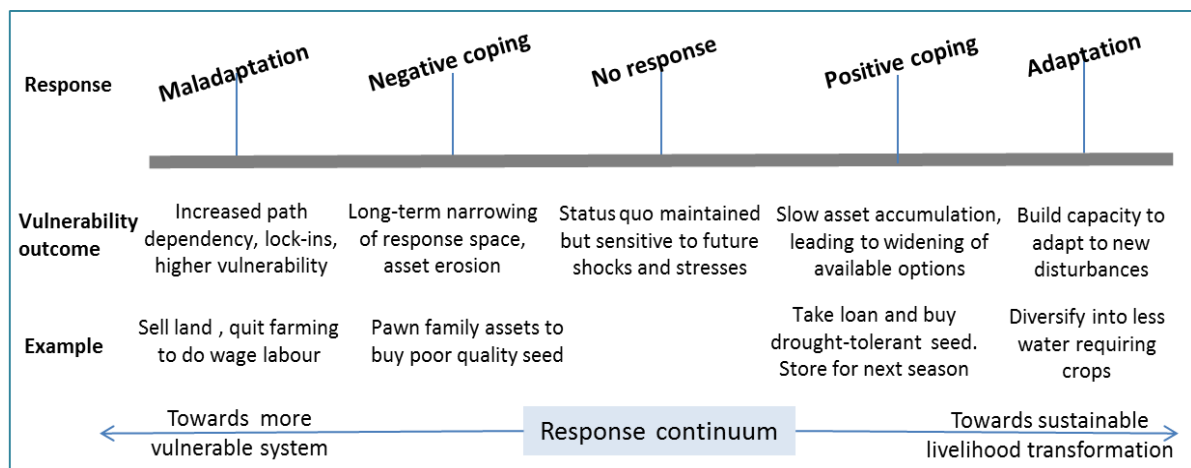 Response
Maladaptation
Negative coping
No response
Positive coping
Adaptation
Vulnerability
outcome
Increased path
dependency, lock-ins,
higher vulnerability
Long-term narrowing
of response space,
asset erosion
Status quo maintained
but sensitive to future
shocks and stresses
Slow asset accumulation,
leading to widening of
available options
Build capacity to
adapt to new
disturbances
Example
Sell land , quit farming
to do wage labour
Pawn family assets to
buy poor quality seed
Take loan and buy
drought-tolerant seed.
Store for next season
Diversify into less
water requiring
crops
Towards more
vulnerable system
Response continuum
Towards sustainable
livelihood transformation